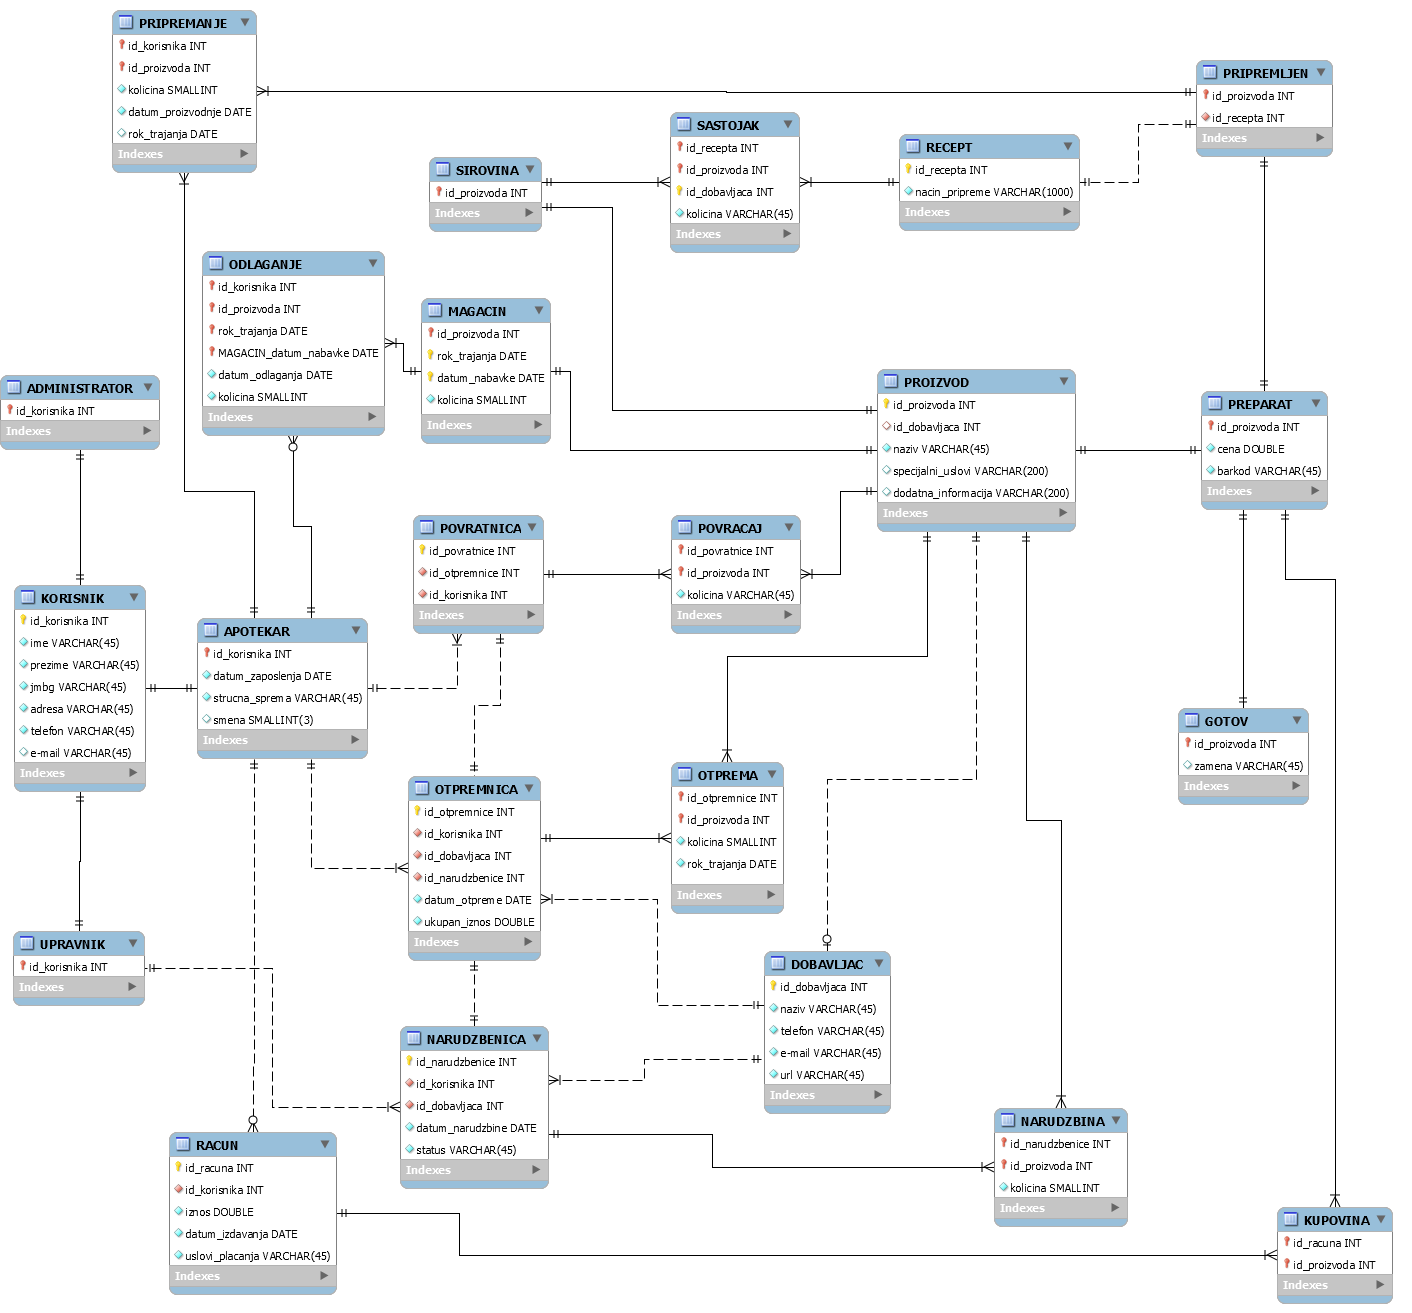 PRIPREMANJE
id_korisnika INT
id_proizvoda INT
kolicina SMALLINT
datum_proizvodnje DATE
rok_trajanja DATE
Indexes
PRIPREMLJEN
id_proizvoda INT
id_recepta INT
Indexes
SASTOJAK
id_recepta INT
id_proizvoda INT
id_dobavljaca INT
kolicina VARCHAR(45)
Indexes
RECEPT
id_recepta INT
nacin_pripreme VARCHAR(1000)
Indexes
SIROVINA
id_proizvoda INT
Indexes
ODLAGANJE
id_korisnika INT
id_proizvoda INT
rok_trajanja DATE
MAGACIN_datum_nabavke DATE
datum_odlaganja DATE
kolicina SMALLINT
Indexes
MAGACIN
id_proizvoda INT
rok_trajanja DATE
datum_nabavke DATE
kolicina SMALLINT
Indexes
ADMINISTRATOR
id_korisnika INT
Indexes
PROIZVOD
id_proizvoda INT
id_dobavljaca INT
naziv VARCHAR(45)
specijalni_uslovi VARCHAR(200)
dodatna_informacija VARCHAR(200)
Indexes
PREPARAT
id_proizvoda INT
cena DOUBLE
barkod VARCHAR(45)
Indexes
POVRATNICA
id_povratnice INT
id_otpremnice INT
id_korisnika INT
Indexes
POVRACAJ
id_povratnice INT
id_proizvoda INT
kolicina VARCHAR(45)
Indexes
KORISNIK
id_korisnika INT
ime VARCHAR(45)
prezime VARCHAR(45)
jmbg VARCHAR(45)
adresa VARCHAR(45)
telefon VARCHAR(45)
e-mail VARCHAR(45)
Indexes
APOTEKAR
id_korisnika INT
datum_zaposlenja DATE
strucna_sprema VARCHAR(45)
smena SMALLINT(3)
Indexes
GOTOV
id_proizvoda INT
zamena VARCHAR(45)
Indexes
OTPREMNICA
id_otpremnice INT
id_korisnika INT
id_dobavljaca INT
id_narudzbenice INT
datum_otpreme DATE
ukupan_iznos DOUBLE
Indexes
OTPREMA
id_otpremnice INT
id_proizvoda INT
kolicina SMALLINT
rok_trajanja DATE
Indexes
UPRAVNIK
id_korisnika INT
Indexes
DOBAVLJAC
id_dobavljaca INT
naziv VARCHAR(45)
telefon VARCHAR(45)
e-mail VARCHAR(45)
url VARCHAR(45)
Indexes
NARUDZBENICA
id_narudzbenice INT
id_korisnika INT
id_dobavljaca INT
datum_narudzbine DATE
status VARCHAR(45)
Indexes
NARUDZBINA
id_narudzbenice INT
id_proizvoda INT
kolicina SMALLINT
Indexes
RACUN
id_racuna INT
id_korisnika INT
iznos DOUBLE
datum_izdavanja DATE
uslovi_placanja VARCHAR(45)
Indexes
KUPOVINA
id_racuna INT
id_proizvoda INT
Indexes